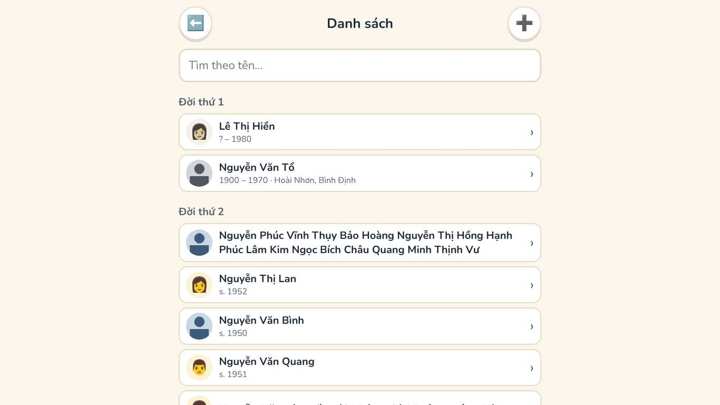 Danh sách
Tìm theo tên...
Đời thứ 1
Lê Thị Hiền
? – 1980
Nguyễn Văn Tổ
1900 – 1970 · Hoài Nhơn, Bình Định
Đời thứ 2
Nguyễn Phúc Vĩnh Thụy Bảo Hoàng Nguyễn Thị Hồng Hạnh
Phúc Lâm Kim Ngọc Bích Châu Quang Minh Thịnh Vư
Nguyễn Thị Lan
s. 1952
Nguyễn Văn Bình
s. 1950
Nguyễn Văn Quang
s. 1951